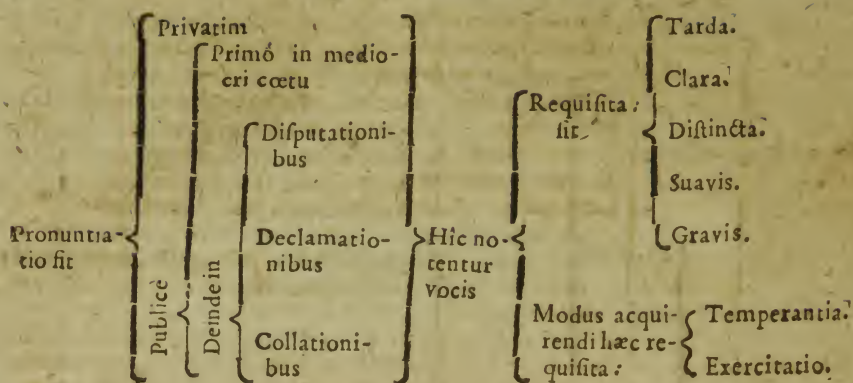 Pronuntia-
tio fit
Privatim
Publicè
Primó in medio-
cri cœtu
Deinde in
Diſputationi-
bus
Declamatio-
nibus
Collationi-
bus
Hîc no-
tentur
vocis
Requiſita:
ſit
Tarda.
Clara.
Diſtincta.
Suavis.
Gravis.
Modus acqui-
rendi hæc re-
quiſita:
Temperantia.
Exercitatio.